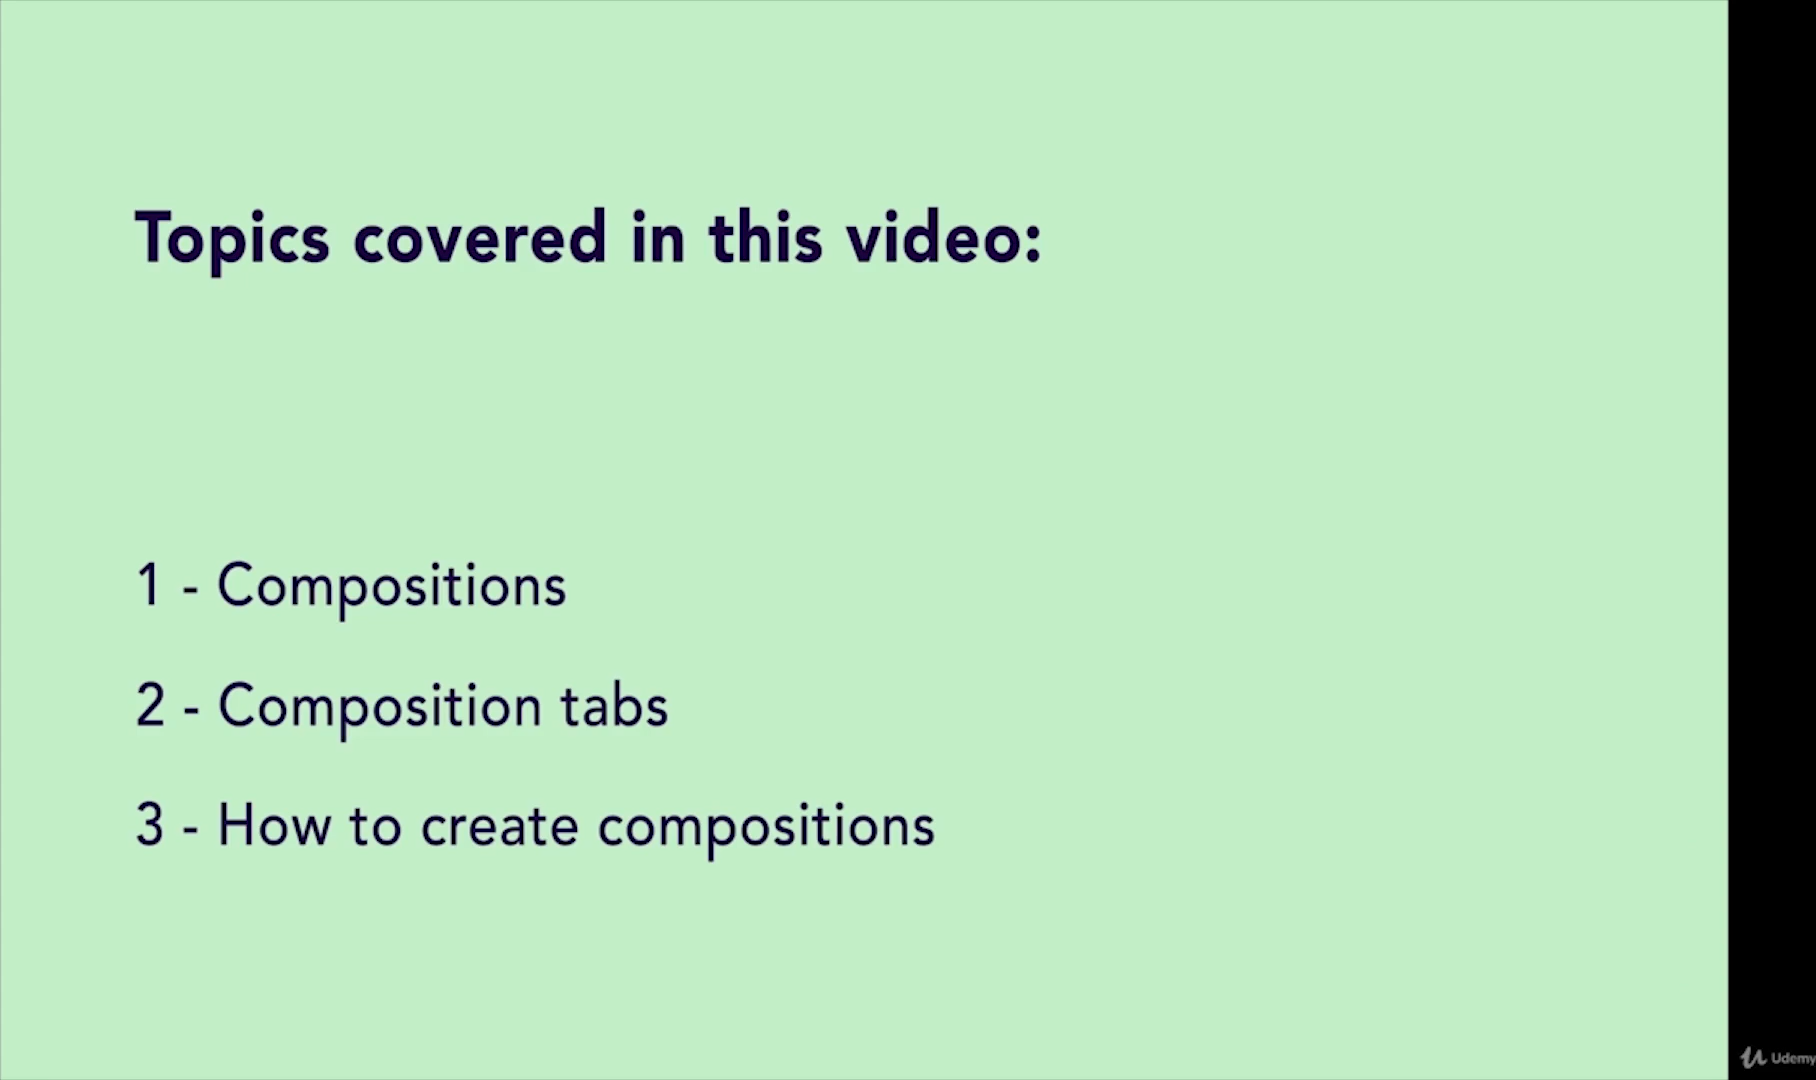 Topics covered in this video:
1 - Compositions
2 - Composition tabs
3 - How to create compositions
Udemy